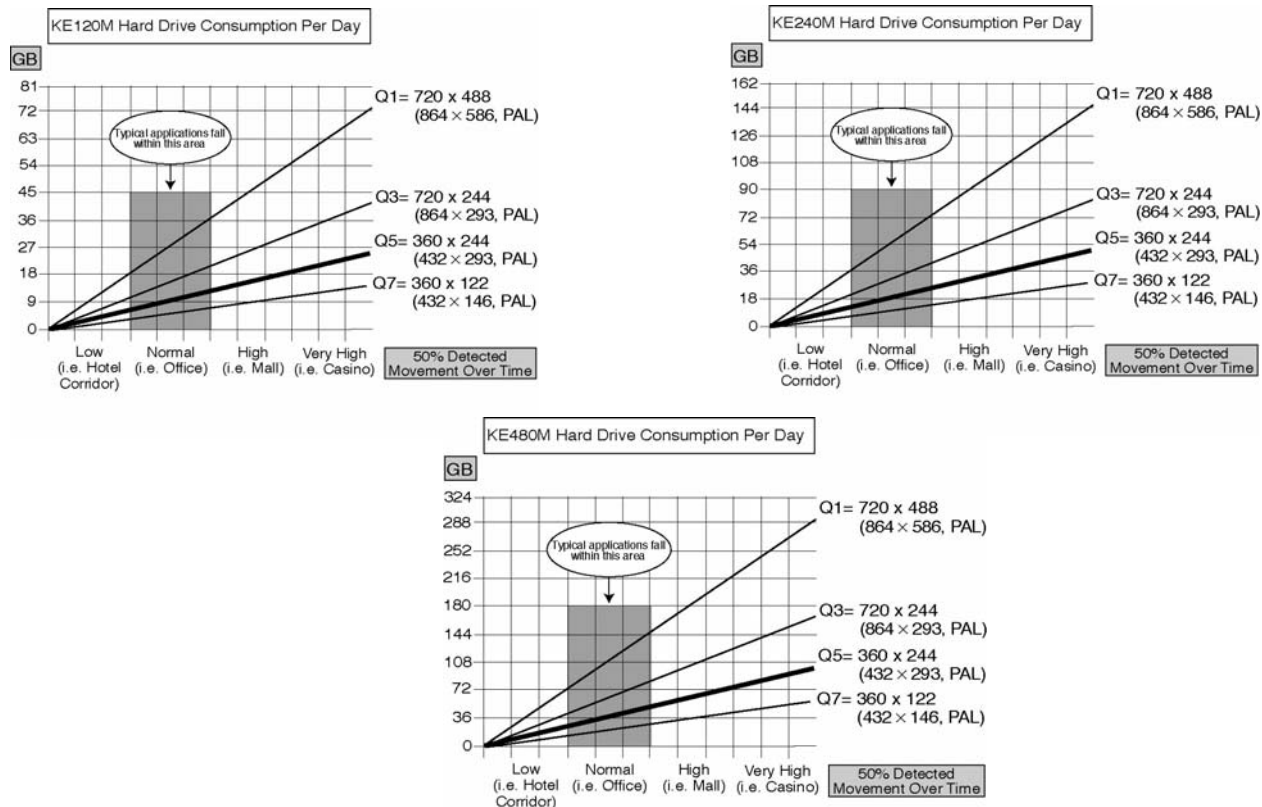 KE120M Hard Drive Consumption Per Day
GB
81
72
63
54
45
36
27
18
9
0
Typical applications fall
within this area
Q1= 720 x 488
(864 × 586, PAL)
Q3= 720 x 244
(864 × 293, PAL)
Q5= 360 x 244
(432 × 293, PAL)
Q7= 360 x 122
(432 × 146, PAL)
Low
(i.e. Hotel
Corridor)
Normal
(i.e. Office)
High
(i.e. Mall)
Very High
(i.e. Casino)
50% Detected
Movement Over Time
KE240M Hard Drive Consumption Per Day
GB
162
144
126
108
90
72
54
36
18
0
Typical applications fall
within this area
Q1= 720 x 488
(864 × 586, PAL)
Q3= 720 x 244
(864 × 293, PAL)
Q5= 360 x 244
(432 × 293, PAL)
Q7= 360 x 122
(432 × 146, PAL)
Low
(i.e. Hotel
Corridor)
Normal
(i.e. Office)
High
(i.e. Mall)
Very High
(i.e. Casino)
50% Detected
Movement Over Time
KE480M Hard Drive Consumption Per Day
GB
324
288
252
216
180
144
108
72
36
0
Typical applications fall
within this area
Q1= 720 x 488
(864 × 586, PAL)
Q3= 720 x 244
(864 × 293, PAL)
Q5= 360 x 244
(432 × 293, PAL)
Q7= 360 x 122
(432 × 146, PAL)
Low
(i.e. Hotel
Corridor)
Normal
(i.e. Office)
High
(i.e. Mall)
Very High
(i.e. Casino)
50% Detected
Movement Over Time